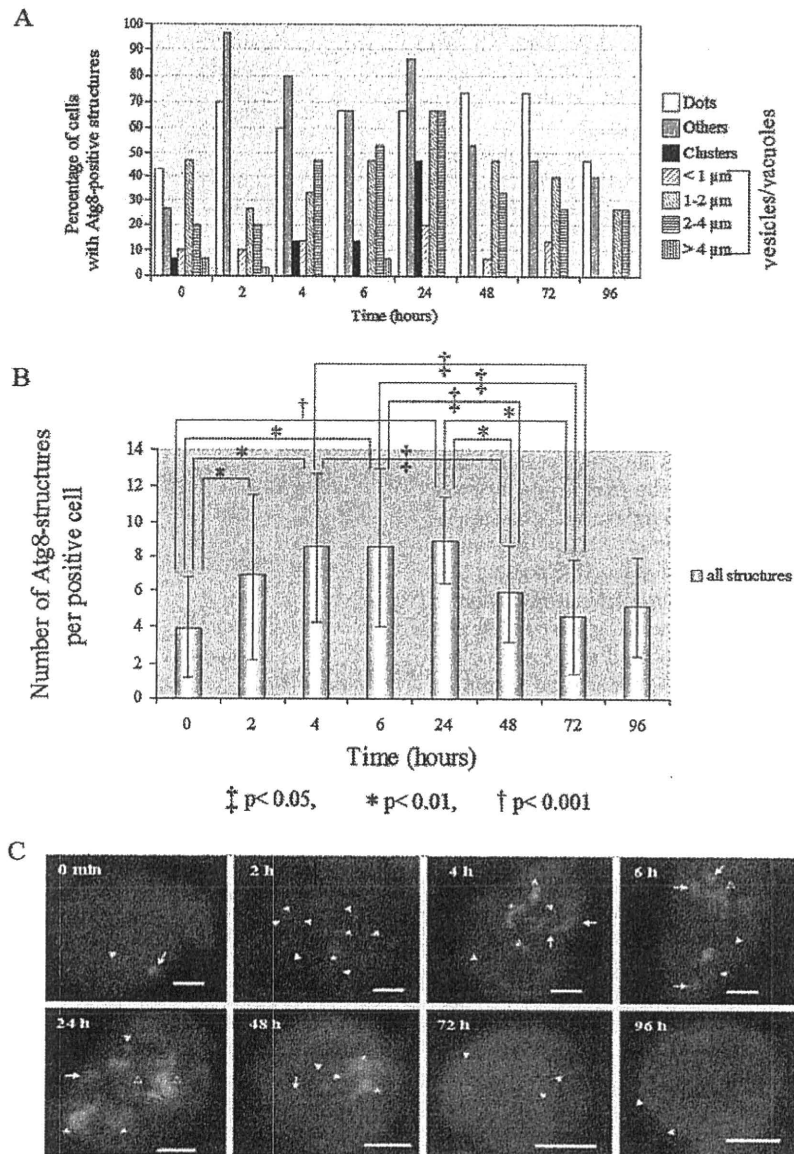 A
Percentage of cells
with Atg8-positive structures
100
90
80
70
60
50
40
30
20
10
0
0 2 4 6 24 48 72 96
Time (hours)
Dots
Others
Clusters
< 1 µm
1-2 µm
2-4 µm
> 4 µm
vesicles/vacuoles
B
Number of Atg8-structures
per positive cell
14
12
10
8
6
4
2
0
‡
‡
‡
† *
* *
* ‡
*
all structures
0 2 4 6 24 48 72 96
Time (hours)
‡ p< 0.05, * p< 0.01, † p< 0.001
C
0 min 2 h 4 h 6 h
24 h 48 h 72 h 96 h